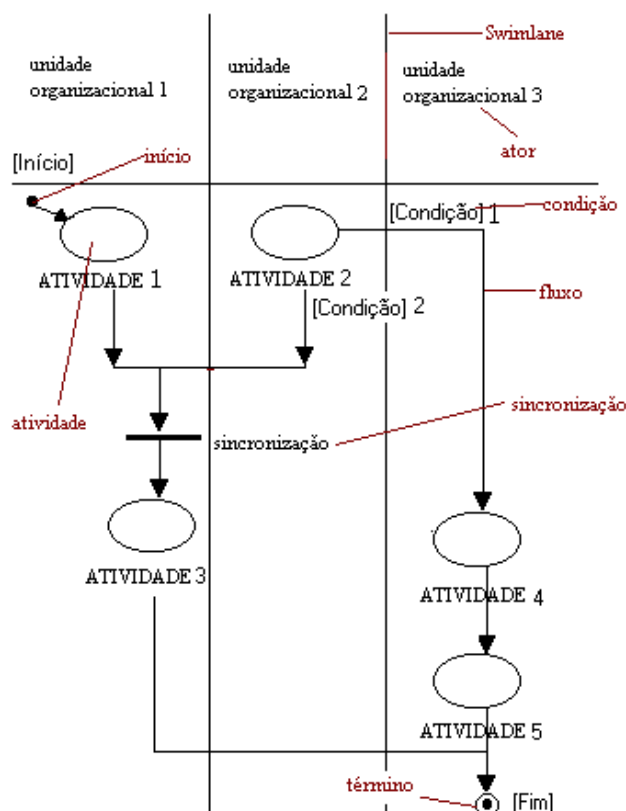 Swimlane
unidade
organizacional 1
unidade
organizacional 2
unidade
organizacional 3
ator
[Início]
início
[Condição] 1
condição
ATIVIDADE 1
ATIVIDADE 2
[Condição] 2
fluxo
atividade
sincronização
sincronização
ATIVIDADE 3
ATIVIDADE 4
ATIVIDADE 5
término
[Fim]